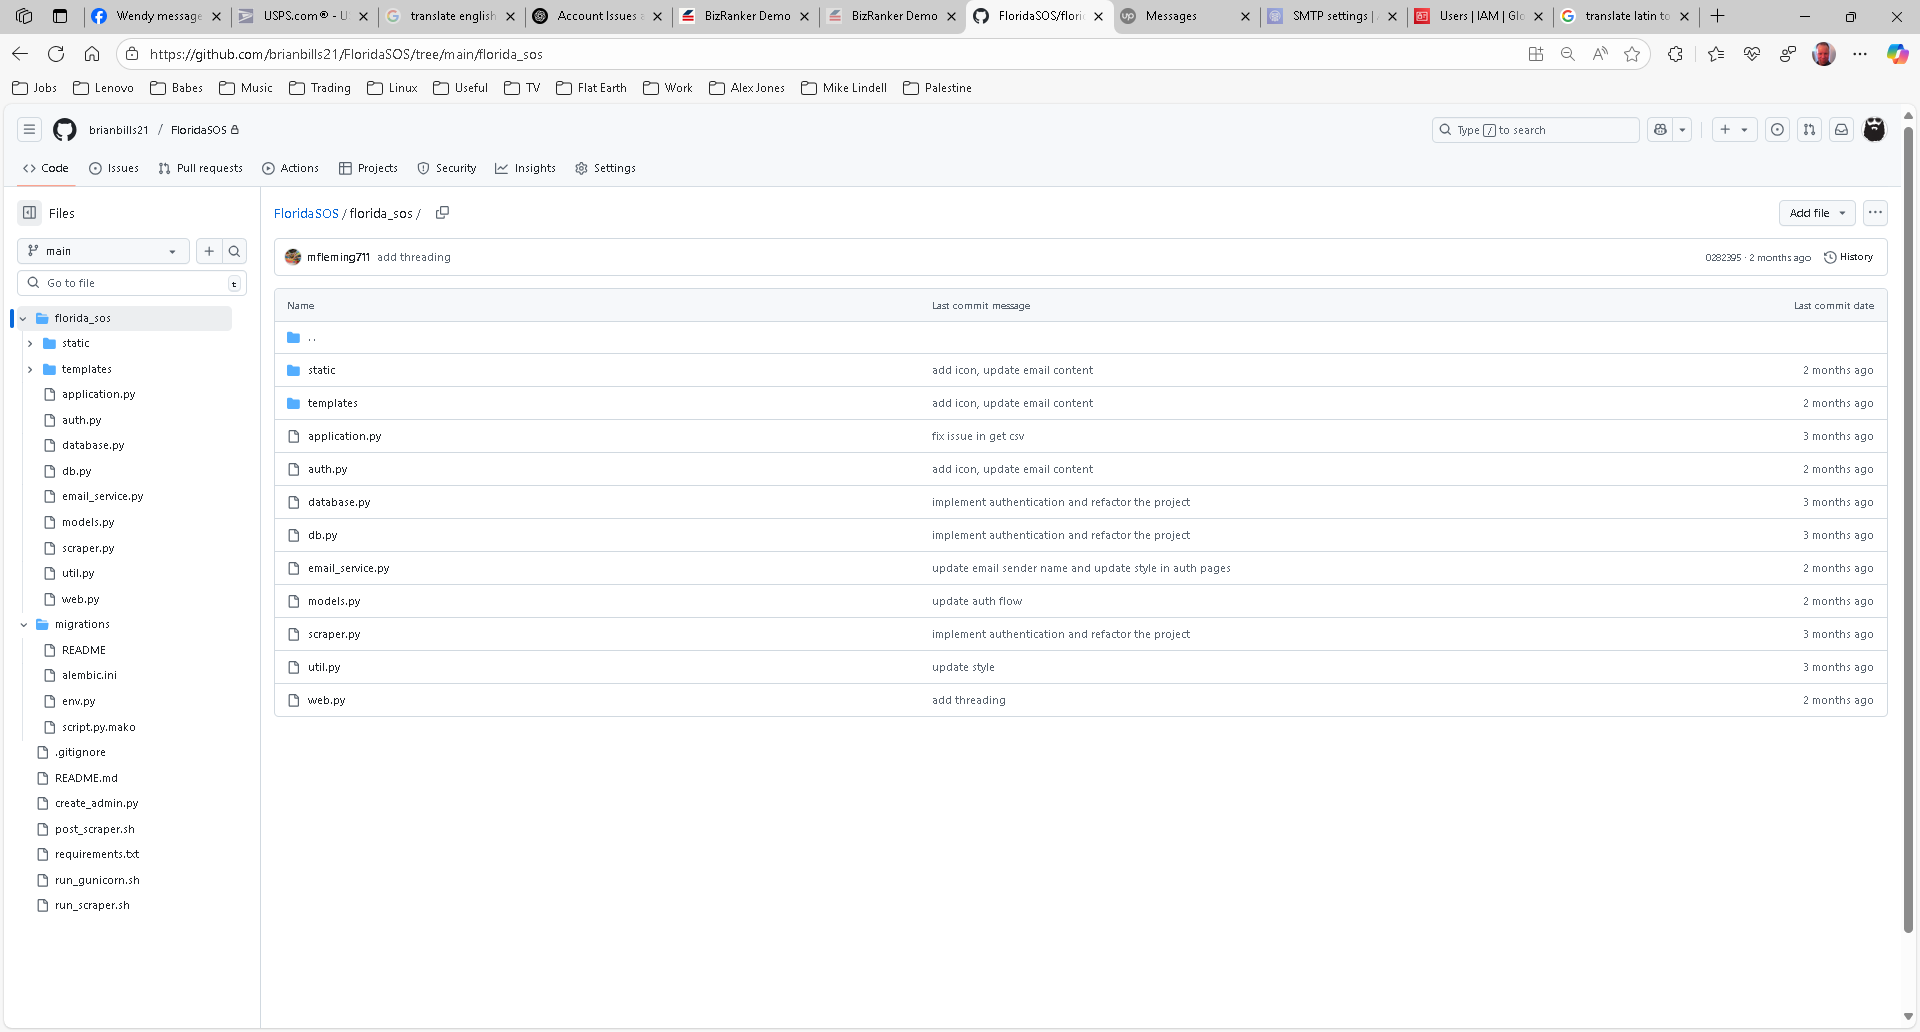 Wendy message
USPS.com® - U
translate english
Account Issues
BizRanker Demo
BizRanker Demo
FloridaSOS/flori
Messages
SMTP settings |
Users | IAM | Glo
translate latin to
https://github.com/brianbills21/FloridaSOS/tree/main/florida_sos
Jobs
Lenovo
Babes
Music
Trading
Linux
Useful
TV
Flat Earth
Work
Alex Jones
Mike Lindell
Palestine
brianbills21 / FloridaSOS
Type / to search
Code
Issues
Pull requests
Actions
Projects
Security
Insights
Settings
Files
main
Go to file
t
florida_sos
static
templates
application.py
auth.py
database.py
db.py
email_service.py
models.py
scraper.py
util.py
web.py
migrations
README
alembic.ini
env.py
script.py.mako
.gitignore
README.md
create_admin.py
post_scraper.sh
requirements.txt
run_gunicorn.sh
run_scraper.sh
FloridaSOS / florida_sos /
Add file
mfleming711 add threading
0282395 · 2 months ago
History
Name Last commit message Last commit date
..
static add icon, update email content 2 months ago
templates add icon, update email content 2 months ago
application.py fix issue in get csv 3 months ago
auth.py add icon, update email content 2 months ago
database.py implement authentication and refactor the project 3 months ago
db.py implement authentication and refactor the project 3 months ago
email_service.py update email sender name and update style in auth pages 2 months ago
models.py update auth flow 2 months ago
scraper.py implement authentication and refactor the project 3 months ago
util.py update style 3 months ago
web.py add threading 2 months ago